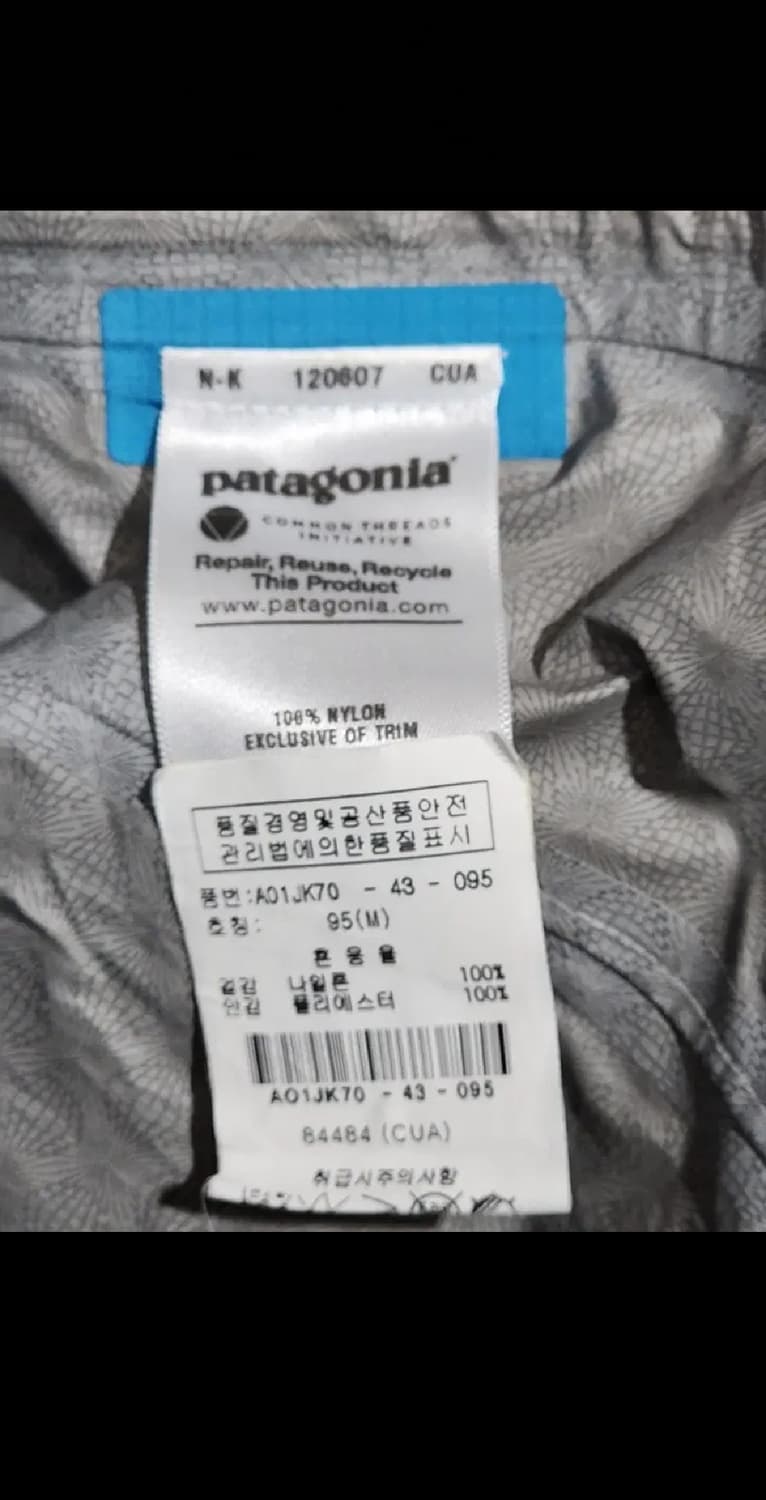 N-K 120607 CUA
patagonia
COMMON THREADS
INITIATIVE
Repair, Reuse, Recycle
This Product
www.patagonia.com
100% NYLON
EXCLUSIVE OF TRIM
품질경영및공산품안전
관리법에의한품질표시
품번:A01JK70 - 43 - 095
호칭: 95(M)
혼 용 율
겉감 나일론 100%
안감 폴리에스터 100%
A01JK70 - 43 - 095
84484 (CUA)
취급시주의사항